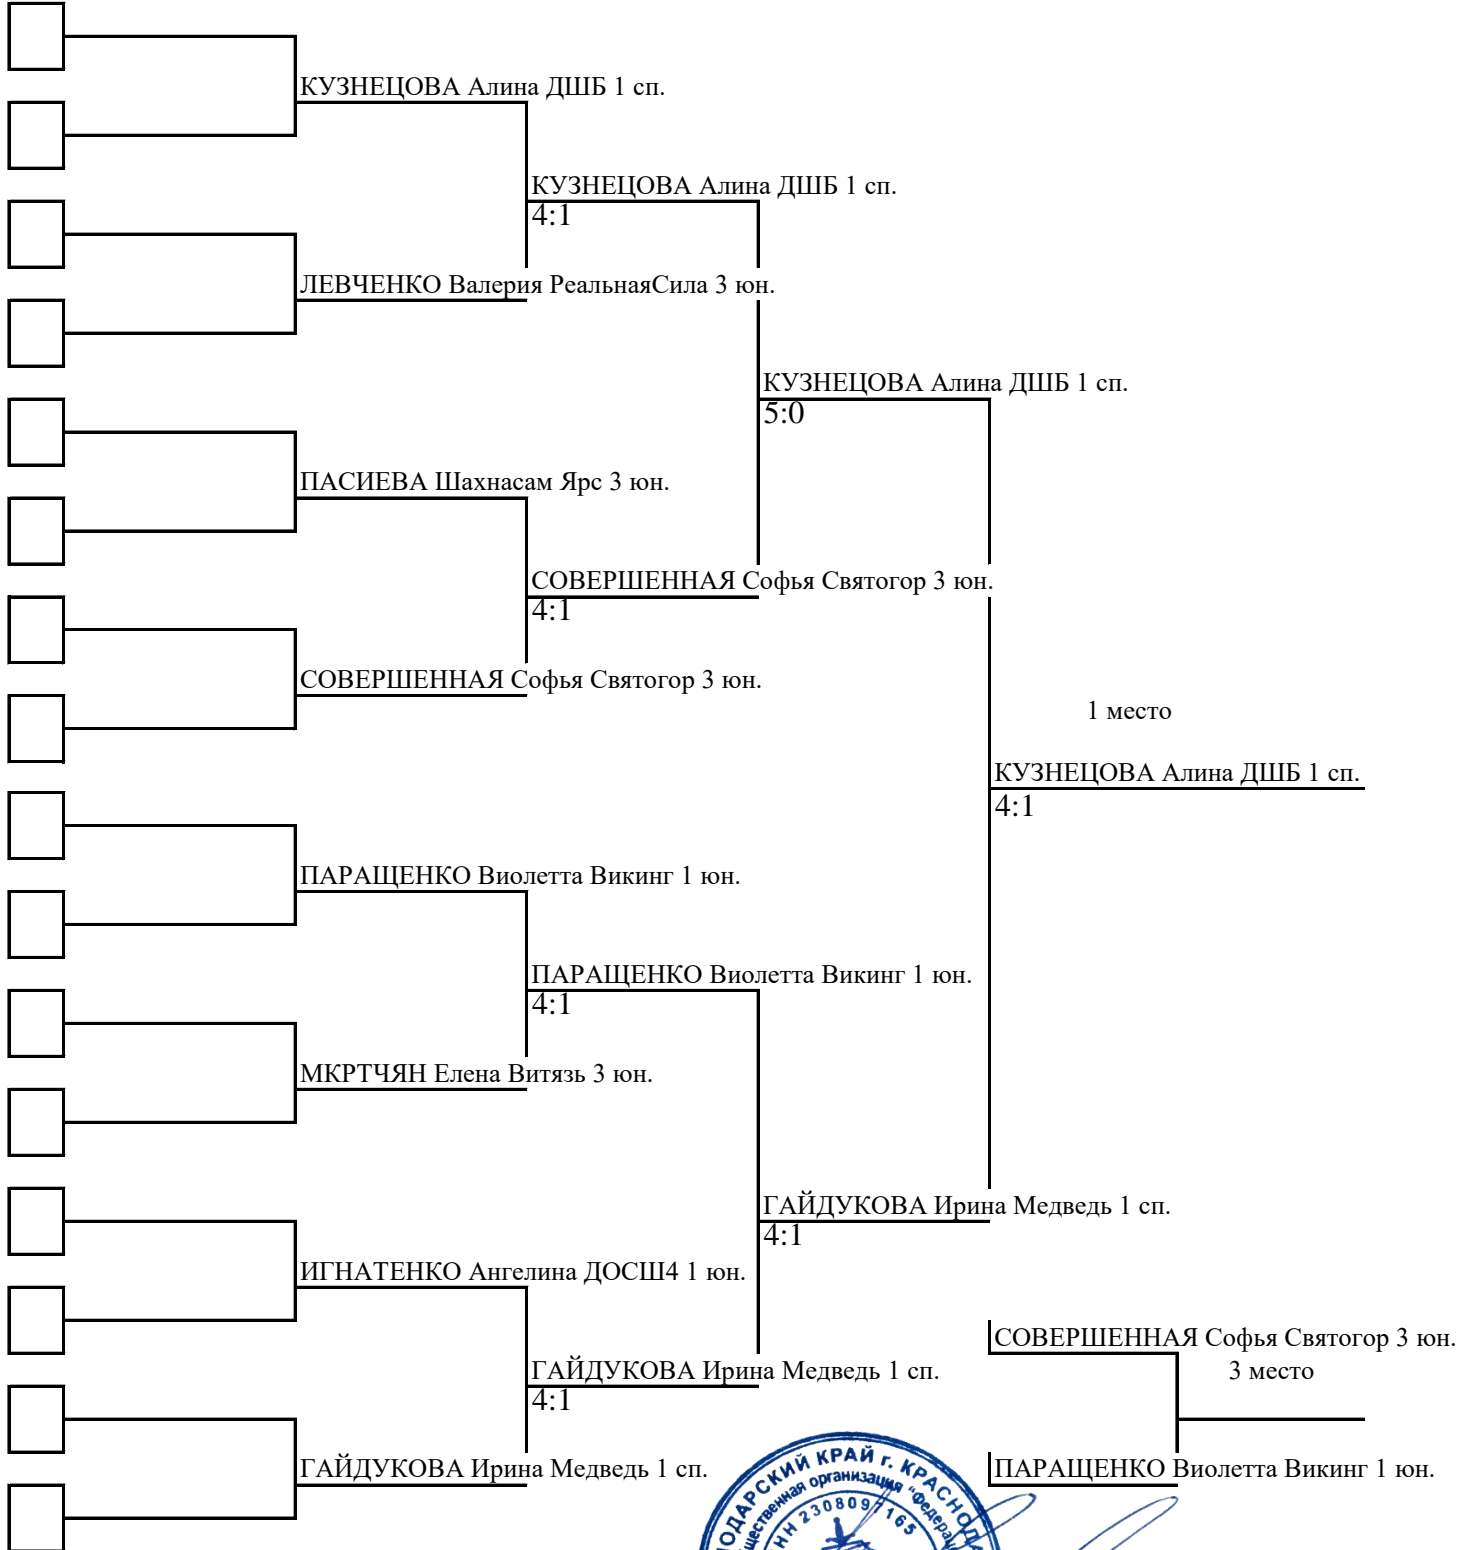 КУЗНЕЦОВА Алина ДШБ 1 сп.
КУЗНЕЦОВА Алина ДШБ 1 сп.
4:1
ЛЕВЧЕНКО Валерия РеальнаяСила 3 юн.
КУЗНЕЦОВА Алина ДШБ 1 сп.
5:0
ПАСИЕВА Шахнасам Ярс 3 юн.
СОВЕРШЕННАЯ Софья Святогор 3 юн.
4:1
СОВЕРШЕННАЯ Софья Святогор 3 юн.
1 место
КУЗНЕЦОВА Алина ДШБ 1 сп.
4:1
ПАРАЩЕНКО Виолетта Викинг 1 юн.
ПАРАЩЕНКО Виолетта Викинг 1 юн.
4:1
МКРТЧЯН Елена Витязь 3 юн.
ГАЙДУКОВА Ирина Медведь 1 сп.
4:1
ИГНАТЕНКО Ангелина ДОСШ4 1 юн.
СОВЕРШЕННАЯ Софья Святогор 3 юн.
3 место
ГАЙДУКОВА Ирина Медведь 1 сп.
4:1
ГАЙДУКОВА Ирина Медведь 1 сп.
ПАРАЩЕНКО Виолетта Викинг 1 юн.
КРАЙ г.
организация
2308097165